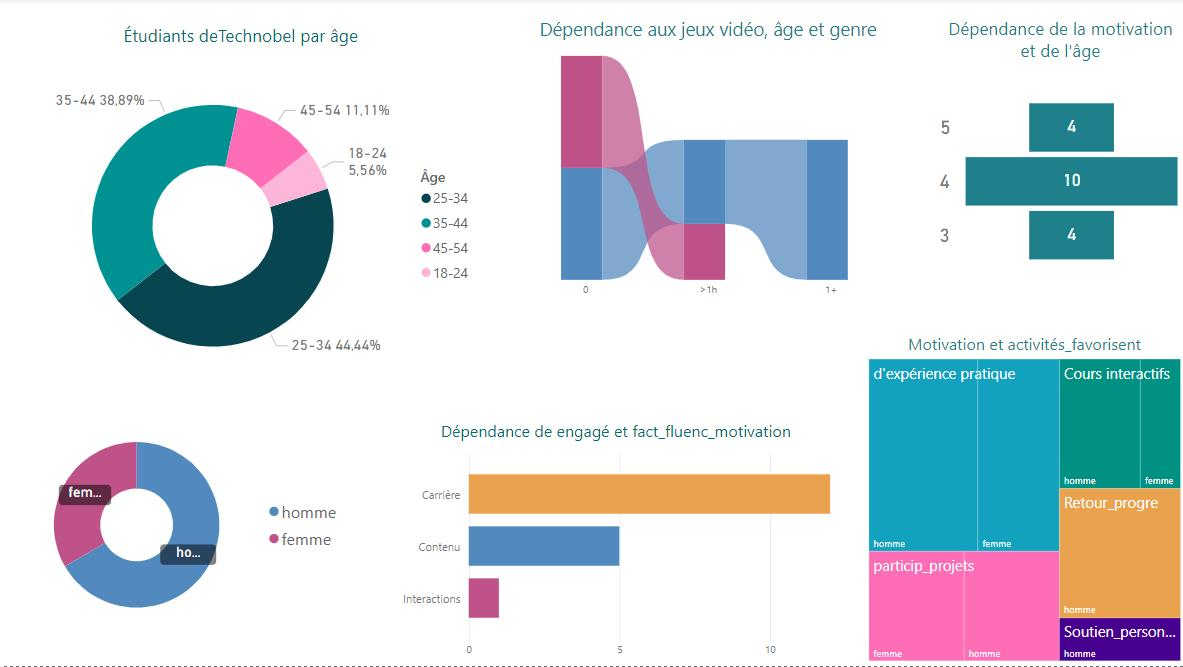 Étudiants deTechnobel par âge
35-44 38,89%
45-54 11,11%
18-24
5,56%
25-34 44,44%
Âge
25-34
35-44
45-54
18-24
Dépendance aux jeux vidéo, âge et genre
0
>1h
1+
Dépendance de la motivation
et de l'âge
5
4
4
10
3
4
fem...
ho...
homme
femme
Dépendance de engagé et fact_fluenc_motivation
Carrière
Contenu
Interactions
0
5
10
Motivation et activités_favorisent
d'expérience pratique
homme
femme
Cours interactifs
homme
femme
Retour_progre
homme
particip_projets
femme
homme
Soutien_person...
homme